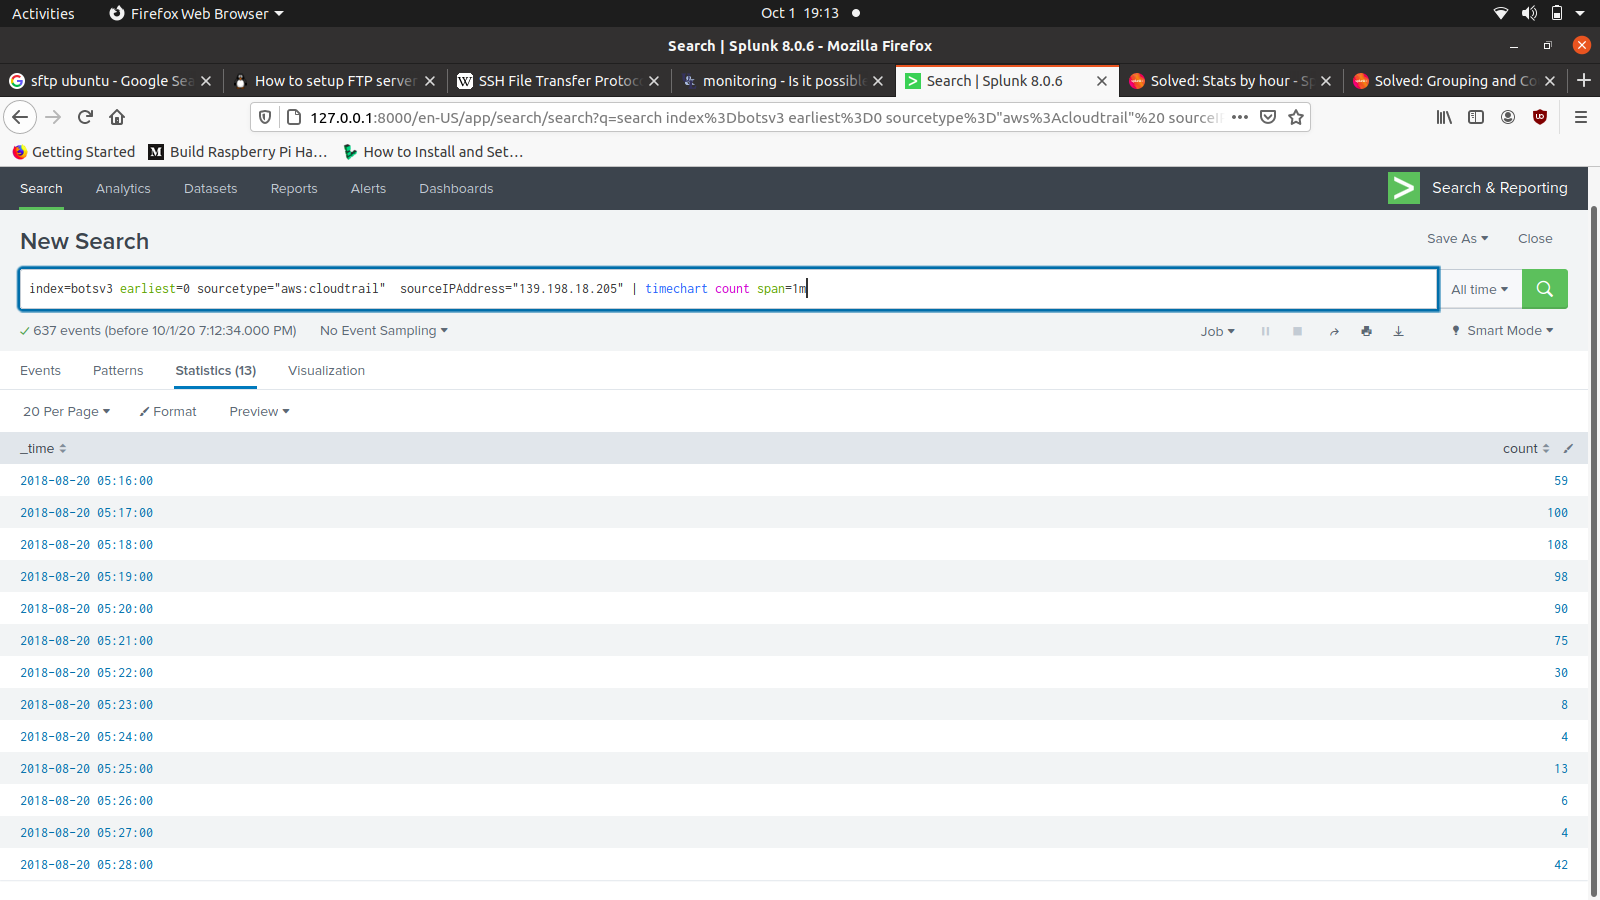 Activities Firefox Web Browser Oct 1 19:13
Search | Splunk 8.0.6 - Mozilla Firefox
sftp ubuntu - Google Sea How to setup FTP server SSH File Transfer Protoco monitoring - Is it possible Search | Splunk 8.0.6 Solved: Stats by hour - Sp Solved: Grouping and Co
127.0.0.1:8000/en-US/app/search/search?q=search index%3Dbotsv3 earliest%3D0 sourcetype%3D"aws%3Acloudtrail"%20 sourceI
Getting Started Build Raspberry Pi Ha... How to Install and Set...
Search Analytics Datasets Reports Alerts Dashboards Search & Reporting
New Search Save As Close
index=botsv3 earliest=0 sourcetype="aws:cloudtrail"  sourceIPAddress="139.198.18.205" | timechart count span=1m All time
637 events (before 10/1/20 7:12:34.000 PM) No Event Sampling Job Smart Mode
Events Patterns Statistics (13) Visualization
20 Per Page Format Preview
_time count
2018-08-20 05:16:00 59
2018-08-20 05:17:00 100
2018-08-20 05:18:00 108
2018-08-20 05:19:00 98
2018-08-20 05:20:00 90
2018-08-20 05:21:00 75
2018-08-20 05:22:00 30
2018-08-20 05:23:00 8
2018-08-20 05:24:00 4
2018-08-20 05:25:00 13
2018-08-20 05:26:00 6
2018-08-20 05:27:00 4
2018-08-20 05:28:00 42